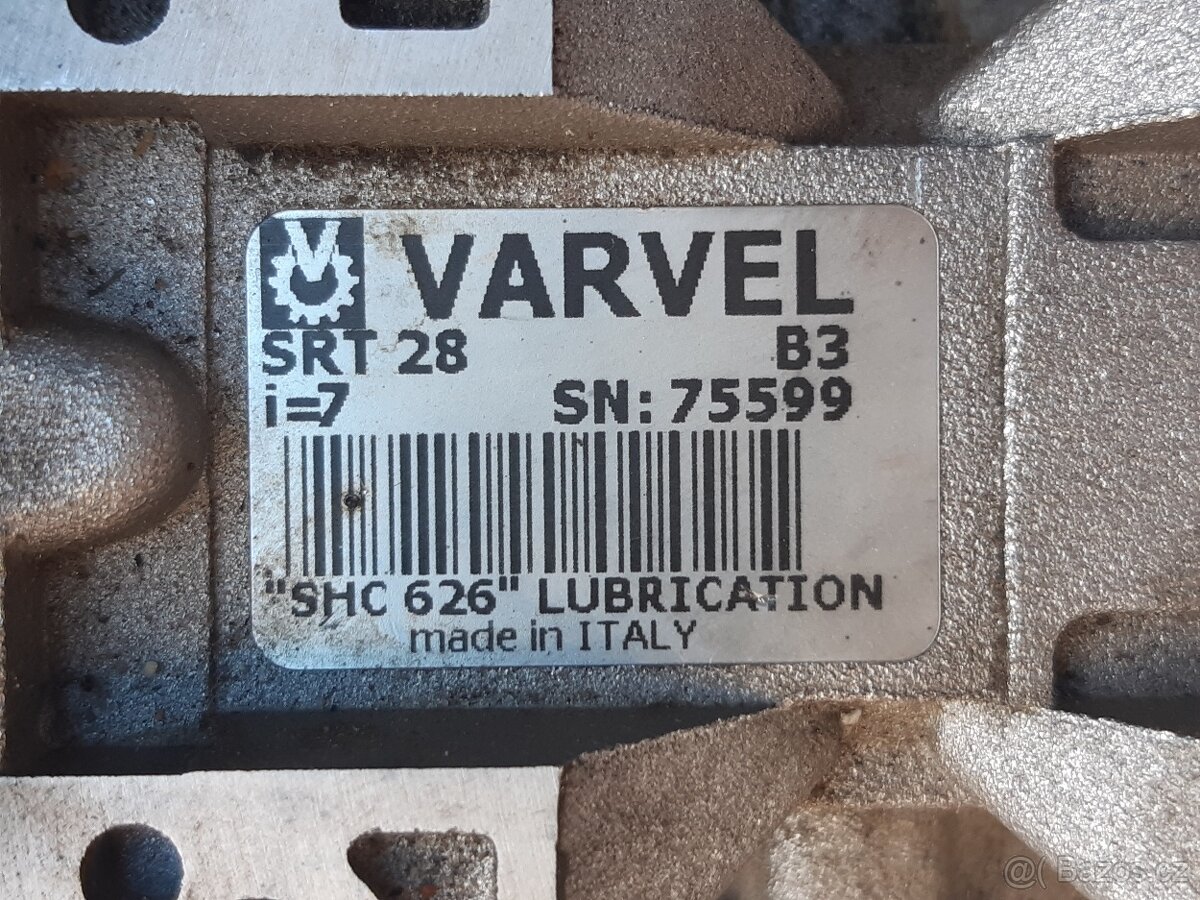 VARVEL
SRT 28 B3
i=7 SN: 75599
"SHC 626" LUBRICATION
made in ITALY
@( Bazos.cz